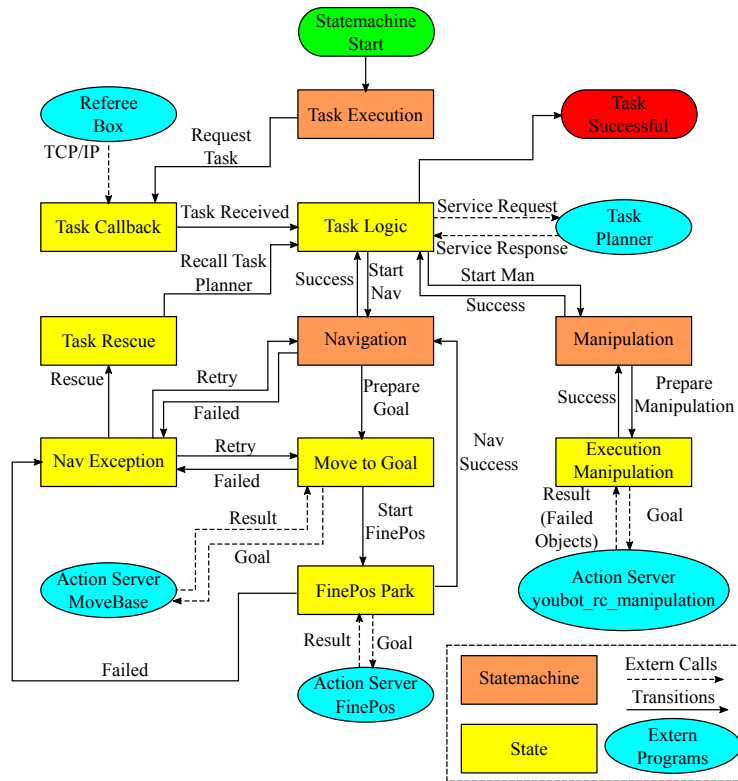 Statemachine
Start
Task Execution
Referee
Box
Task
Successful
TCP/IP
Request
Task
Task Callback
Task Received
Task Logic
Service Request
Service Response
Task
Planner
Recall Task
Planner
Success
Start
Nav
Start Man
Success
Task Rescue
Navigation
Manipulation
Rescue
Retry
Failed
Prepare
Goal
Success
Prepare
Manipulation
Nav Exception
Retry
Failed
Move to Goal
Nav
Success
Execution
Manipulation
Result
Goal
Start
FinePos
Result
(Failed
Objects)
Goal
Action Server
MoveBase
FinePos Park
Action Server
youbot_rc_manipulation
Failed
Result
Goal
Action Server
FinePos
Statemachine
Extern Calls
Transitions
State
Extern
Programs